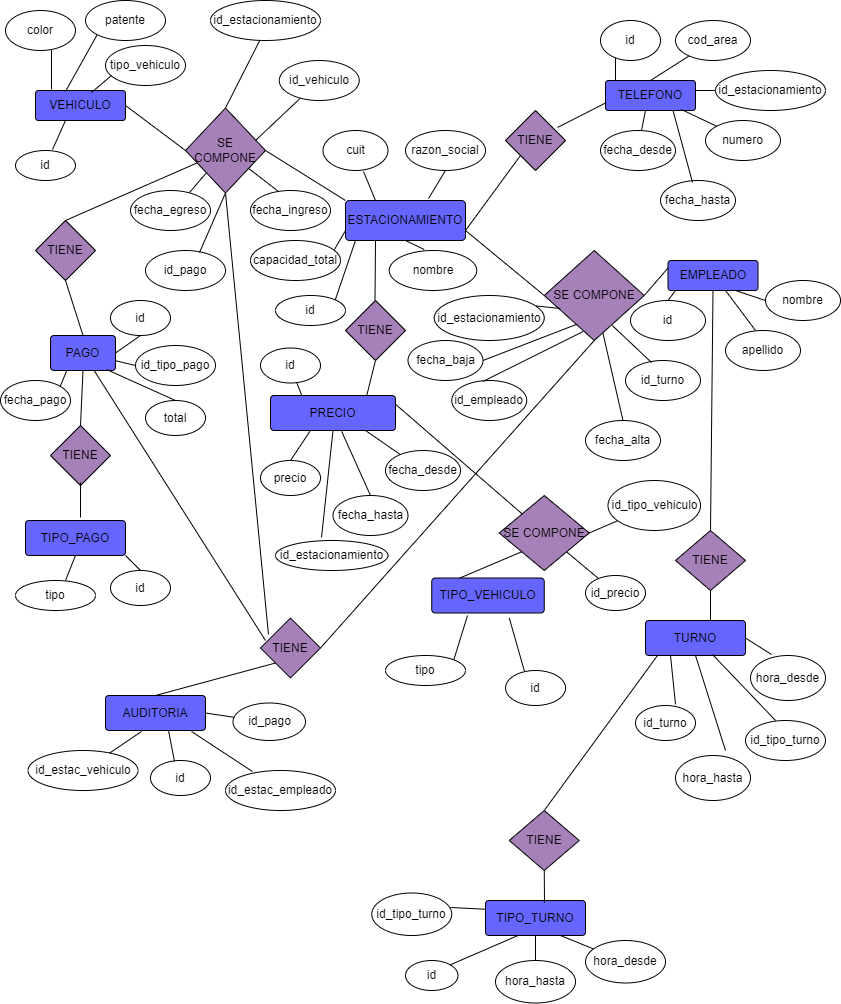 color
patente
tipo_vehiculo
VEHICULO
id
id_estacionamiento
id_vehiculo
SE
COMPONE
fecha_egreso
fecha_ingreso
id_pago
cuit
razon_social
ESTACIONAMIENTO
capacidad_total
nombre
id
id
cod_area
TELEFONO
id_estacionamiento
numero
fecha_desde
fecha_hasta
TIENE
TIENE
TIENE
SE COMPONE
EMPLEADO
nombre
id
apellido
id_estacionamiento
fecha_baja
id_empleado
id_turno
fecha_alta
PAGO
id
id_tipo_pago
fecha_pago
total
TIENE
TIPO_PAGO
tipo
id
id
PRECIO
precio
fecha_desde
fecha_hasta
id_estacionamiento
SE COMPONE
id_tipo_vehiculo
id_precio
TIPO_VEHICULO
tipo
id
TIENE
TURNO
hora_desde
id_turno
id_tipo_turno
hora_hasta
TIENE
AUDITORIA
id_pago
id_estac_vehiculo
id
id_estac_empleado
TIENE
id_tipo_turno
TIPO_TURNO
id
hora_hasta
hora_desde